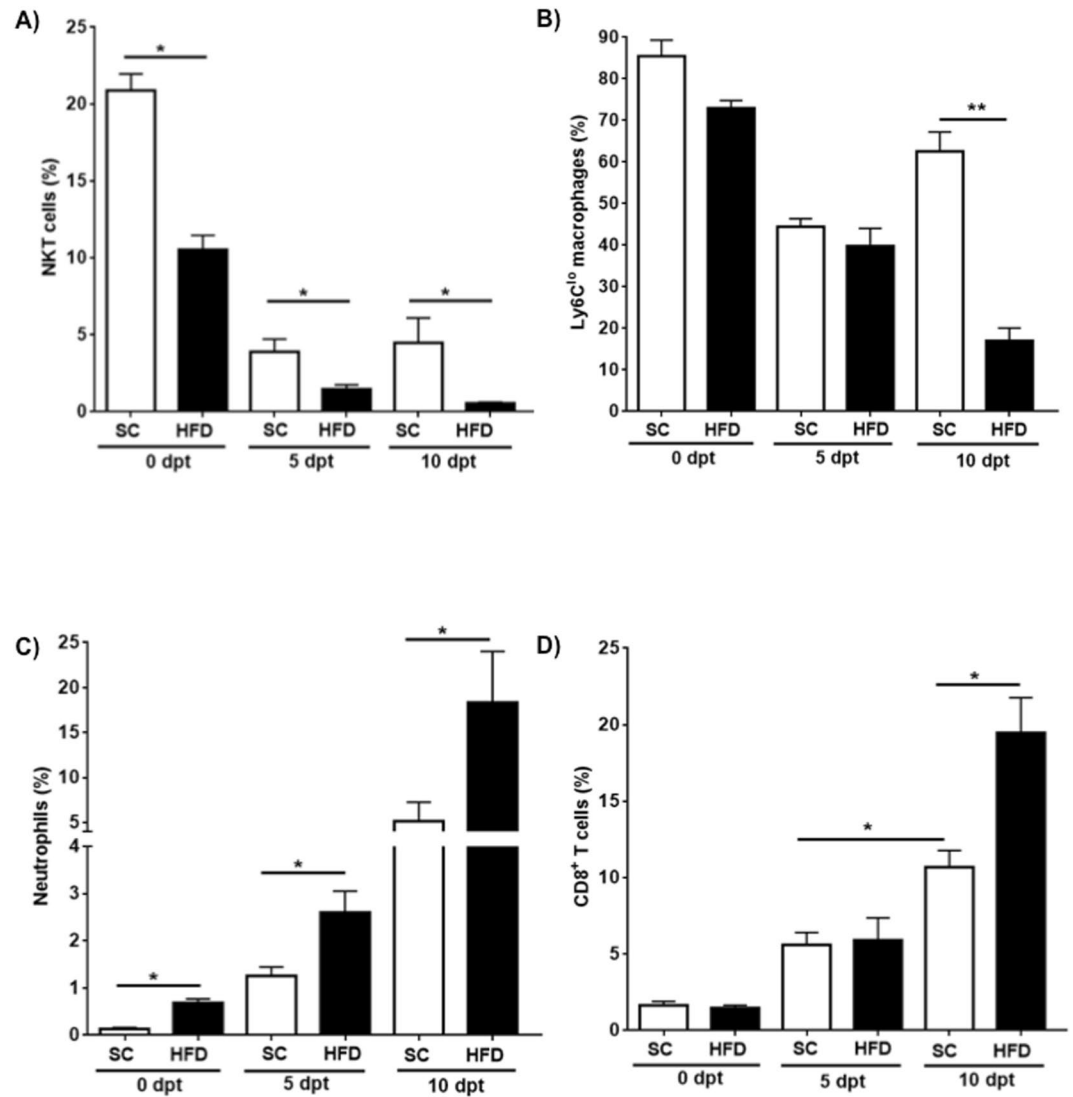 A)
NKT cells (%)
25
20
15
10
5
0
*
*
*
SC HFD SC HFD SC HFD
0 dpt 5 dpt 10 dpt
B)
Ly6Cˡᵒ macrophages (%)
90
80
70
60
50
40
30
20
10
0
**
SC HFD SC HFD SC HFD
0 dpt 5 dpt 10 dpt
C)
Neutrophils (%)
25
20
15
10
5
4
3
2
1
0
*
*
*
SC HFD SC HFD SC HFD
0 dpt 5 dpt 10 dpt
D)
CD8⁺ T cells (%)
25
20
15
10
5
0
*
*
SC HFD SC HFD SC HFD
0 dpt 5 dpt 10 dpt